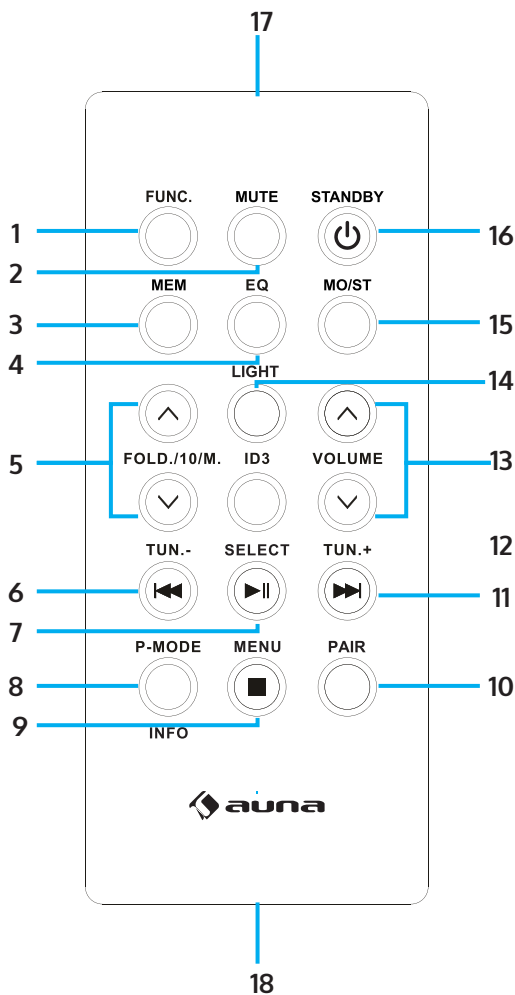 17
FUNC. MUTE STANDBY
1 16
2
MEM EQ MO/ST
3 15
4
LIGHT 14
5 FOLD./10/M. ID3 VOLUME 13
TUN.- SELECT TUN.+ 12
6 11
7
P-MODE MENU PAIR
8 10
9
INFO
auna
18